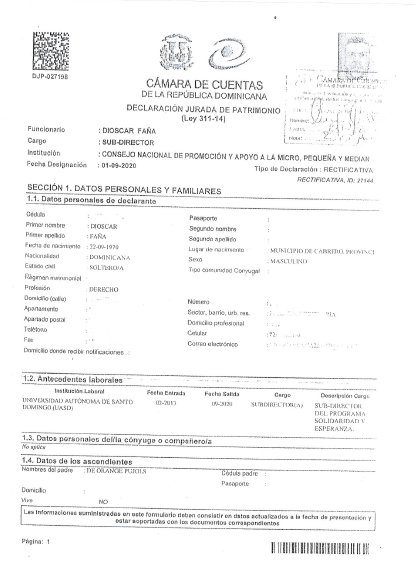 DJP-027198
CÁMARA DE CUENTAS
DE LA REPÚBLICA DOMINICANA
DECLARACIÓN JURADA DE PATRIMONIO
(Ley 311-14)
Funcionario : DIOSCAR FAÑA
Cargo : SUB-DIRECTOR
Institución : CONSEJO NACIONAL DE PROMOCIÓN Y APOYO A LA MICRO, PEQUEÑA Y MEDIAN
Fecha Designación : 01-09-2020
Tipo de Declaración : RECTIFICATIVA
RECTIFICATIVA, ID: 27144
SECCIÓN 1. DATOS PERSONALES Y FAMILIARES
1.1. Datos personales de declarante
Cédula : Pasaporte :
Primer nombre : DIOSCAR Segundo nombre :
Primer apellido : FAÑA Segundo apellido :
Fecha de nacimiento : 22-09-1970 Lugar de nacimiento : MUNICIPIO DE CABREDO, PROVINCI
Nacionalidad : DOMINICANA Sexo : MASCULINO
Estado civil : SOLTERO/A Tipo comunidad Conyugal :
Régimen matrimonial :
Profesión : DERECHO
Domicilio (calle) : Número :
Apartamento : Sector, barrio, urb. res. :
Apartado postal : Domicilio profesional :
Teléfono : Celular :
Fax : Correo electrónico :
Domicilio donde recibir notificaciones :
1.2. Antecedentes laborales
Institución Laboral Fecha Entrada Fecha Salida Cargo Descripción Cargo
UNIVERSIDAD AUTÓNOMA DE SANTO DOMINGO (UASD) 02-2013 09-2020 SUBDIRECTOR(A) SUB-DIRECTOR DEL PROGRAMA SOLIDARIDAD Y ESPERANZA.
1.3. Datos personales del/la cónyuge o compañero/a
No aplica
1.4. Datos de los ascendientes
Nombres del padre : DE ORANGE PUJOLS Cédula padre :
Pasaporte :
Domicilio :
Vive NO
Las informaciones suministradas en este formulario deben consistir en datos actualizados a la fecha de presentación y
estar soportadas con los documentos correspondientes
Página: 1